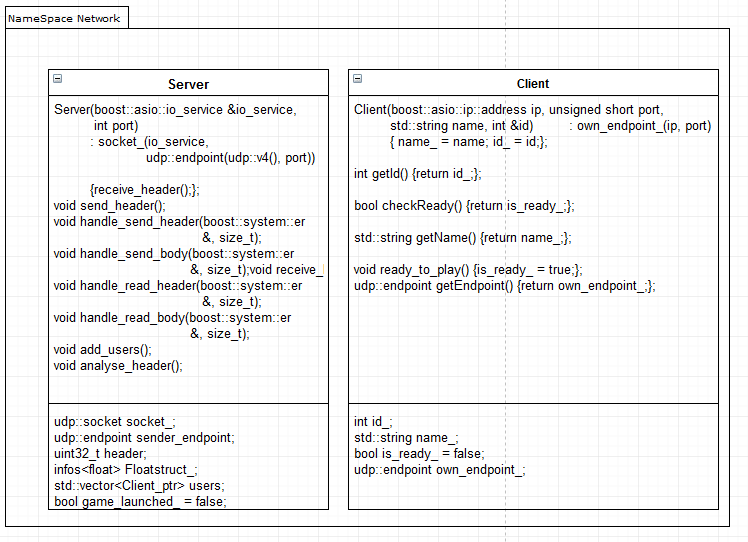 NameSpace Network
Server
Server(boost::asio::io_service &io_service,
int port)
: socket_(io_service,
udp::endpoint(udp::v4(), port))
{receive_header();};
void send_header();
void handle_send_header(boost::system::er
&, size_t);
void handle_send_body(boost::system::er
&, size_t);void receive_
void handle_read_header(boost::system::er
&, size_t);
void handle_read_body(boost::system::er
&, size_t);
void add_users();
void analyse_header();
udp::socket socket_;
udp::endpoint sender_endpoint;
uint32_t header;
infos<float> Floatstruct_;
std::vector<Client_ptr> users;
bool game_launched_ = false;
Client
Client(boost::asio::ip::address ip, unsigned short port,
std::string name, int &id) : own_endpoint_(ip, port)
{ name_ = name; id_ = id;};
int getId() {return id_;};
bool checkReady() {return is_ready_;};
std::string getName() {return name_;};
void ready_to_play() {is_ready_ = true;};
udp::endpoint getEndpoint() {return own_endpoint_;};
int id_;
std::string name_;
bool is_ready_ = false;
udp::endpoint own_endpoint_;